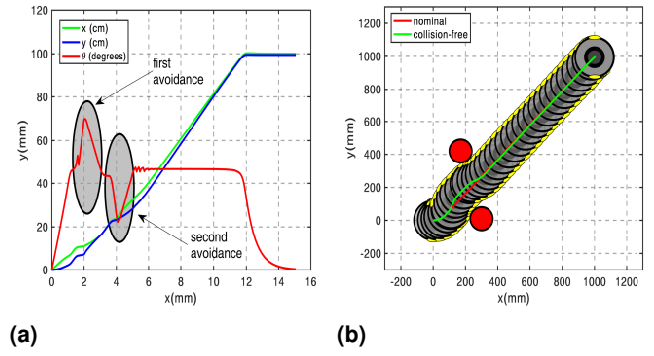 120
100
80
60
40
20
0
0 2 4 6 8 10 12 14 16
y(mm)
x(mm)
x (cm)
y (cm)
θ (degrees)
first
avoidance
second
avoidance
(a)
1200
1000
800
600
400
200
0
-200
-200 0 200 400 600 800 1000 1200
y(mm)
x(mm)
nominal
collision-free
(b)